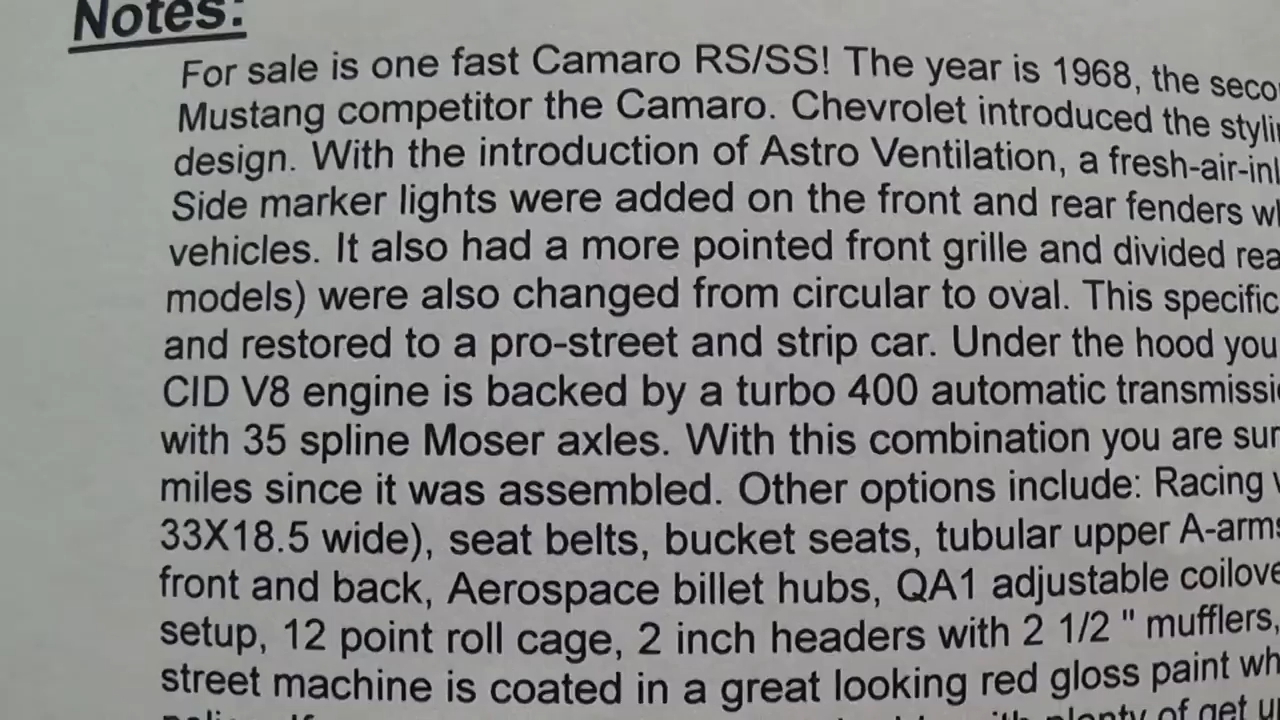 Notes:
For sale is one fast Camaro RS/SS! The year is 1968, the seco
Mustang competitor the Camaro. Chevrolet introduced the styli
design. With the introduction of Astro Ventilation, a fresh-air-inl
Side marker lights were added on the front and rear fenders wh
vehicles. It also had a more pointed front grille and divided rea
models) were also changed from circular to oval. This specific
and restored to a pro-street and strip car. Under the hood you
CID V8 engine is backed by a turbo 400 automatic transmissi
with 35 spline Moser axles. With this combination you are sur
miles since it was assembled. Other options include: Racing
33X18.5 wide), seat belts, bucket seats, tubular upper A-arms
front and back, Aerospace billet hubs, QA1 adjustable coilove
setup, 12 point roll cage, 2 inch headers with 2 1/2 " mufflers,
street machine is coated in a great looking red gloss paint wh
plenty of get u